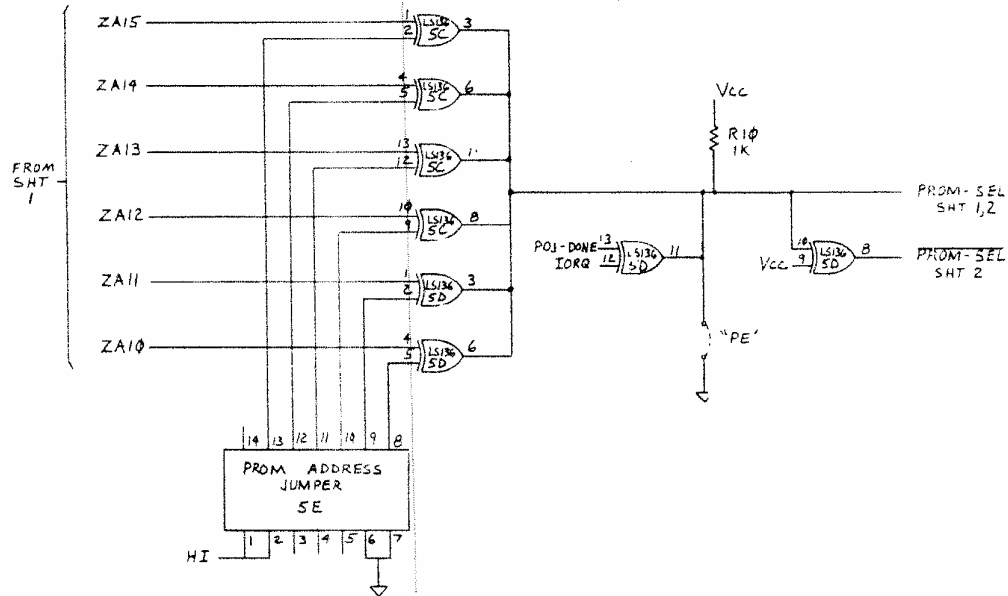 ZA15
1
2
LS136
5C
3
ZA14
4
5
LS136
5C
6
ZA13
13
12
LS136
5C
11
ZA12
10
9
LS136
5C
8
ZA11
1
2
LS136
5D
3
ZA10
4
5
LS136
5D
6
FROM
SHT
1
Vcc
R1Ø
1K
POJ-DONE 13
IORQ 12
LS136
5D
11
10
Vcc 9
LS136
5D
8
PROM-SEL
SHT 1,2
PROM-SEL
SHT 2
"PE"
14 13 12 11 10 9 8
PROM ADDRESS
JUMPER
5E
1 2 3 4 5 6 7
HI